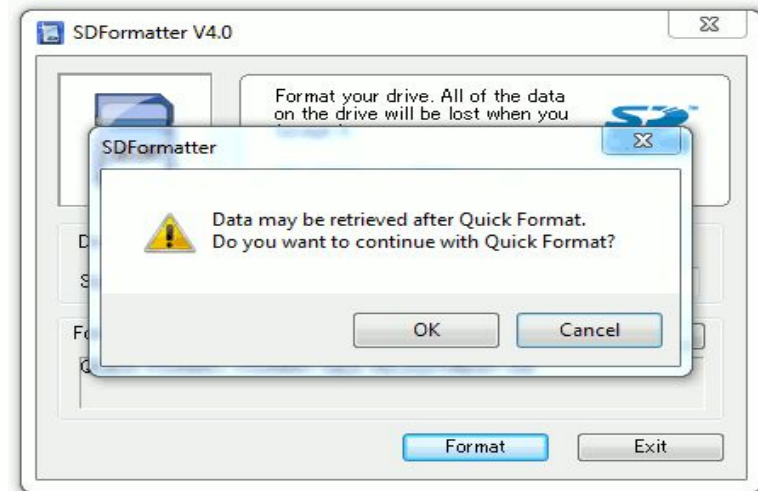 SDFormatter V4.0
Format your drive. All of the data
on the drive will be lost when you
SD
SDFormatter
Data may be retrieved after Quick Format.
Do you want to continue with Quick Format?
OK
Cancel
Format
Exit